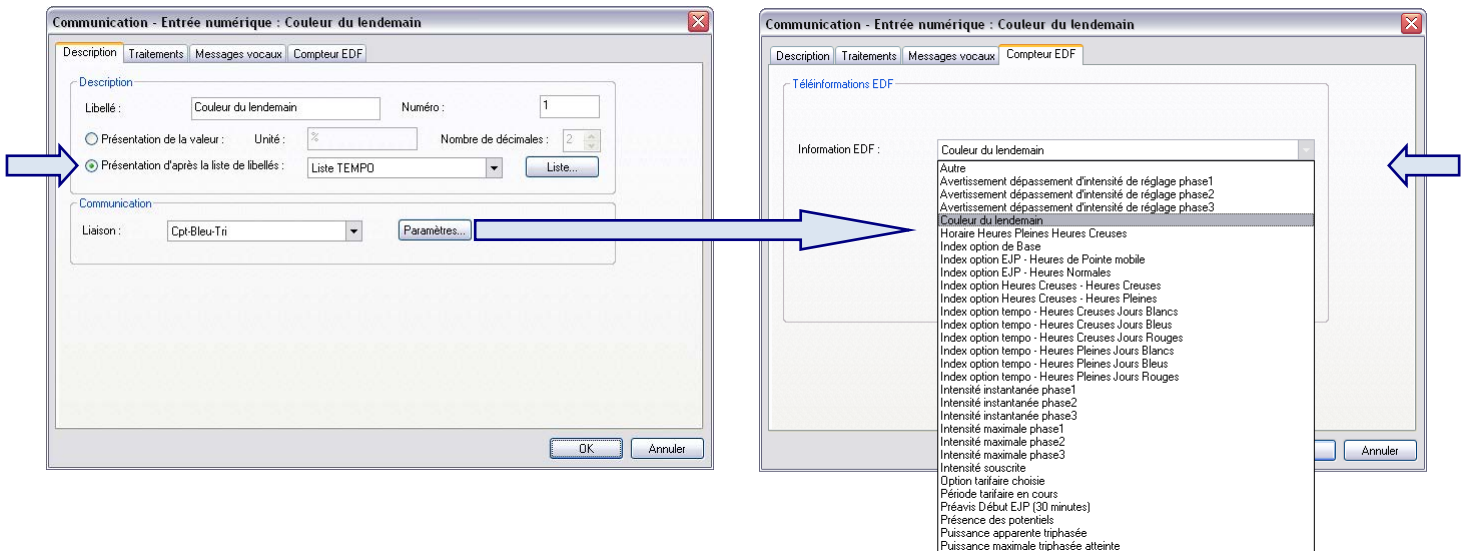 Communication - Entrée numérique : Couleur du lendemain
Description Traitements Messages vocaux Compteur EDF
Description
Libellé : Couleur du lendemain Numéro : 1
Présentation de la valeur : Unité : % Nombre de décimales : 2
Présentation d'après la liste de libellés : Liste TEMPO Liste...
Communication
Liaison : Cpt-Bleu-Tri Paramètres...
OK Annuler
Communication - Entrée numérique : Couleur du lendemain
Description Traitements Messages vocaux Compteur EDF
Téléinformations EDF
Information EDF : Couleur du lendemain
Autre
Avertissement dépassement d'intensité de réglage phase1
Avertissement dépassement d'intensité de réglage phase2
Avertissement dépassement d'intensité de réglage phase3
Couleur du lendemain
Horaire Heures Pleines Heures Creuses
Index option de Base
Index option EJP - Heures de Pointe mobile
Index option EJP - Heures Normales
Index option Heures Creuses - Heures Creuses
Index option Heures Creuses - Heures Pleines
Index option tempo - Heures Creuses Jours Blancs
Index option tempo - Heures Creuses Jours Bleus
Index option tempo - Heures Creuses Jours Rouges
Index option tempo - Heures Pleines Jours Blancs
Index option tempo - Heures Pleines Jours Bleus
Index option tempo - Heures Pleines Jours Rouges
Intensité instantanée phase1
Intensité instantanée phase2
Intensité instantanée phase3
Intensité maximale phase1
Intensité maximale phase2
Intensité maximale phase3
Intensité souscrite
Option tarifaire choisie
Période tarifaire en cours
Préavis Début EJP (30 minutes)
Présence des potentiels
Puissance apparente triphasée
Puissance maximale triphasée atteinte
Annuler